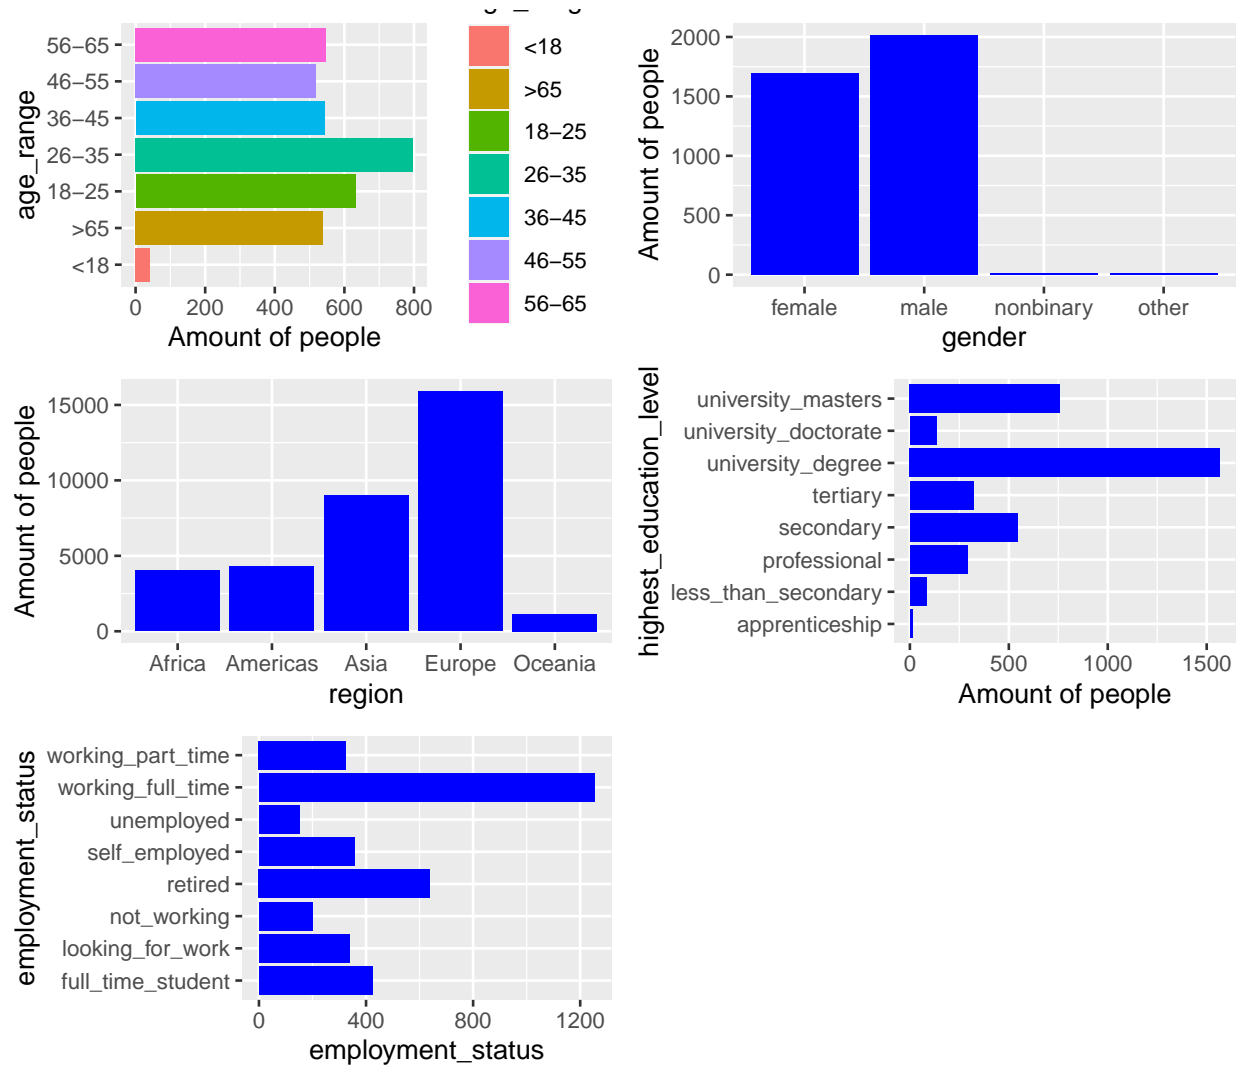 56−65
46−55
36−45
26−35
18−25
>65
<18
age_range
0 200 400 600 800
Amount of people
<18
>65
18−25
26−35
36−45
46−55
56−65
2000
1500
1000
500
0
Amount of people
female male nonbinary other
gender
15000
10000
5000
0
Amount of people
Africa Americas Asia Europe Oceania
region
university_masters
university_doctorate
university_degree
tertiary
secondary
professional
less_than_secondary
apprenticeship
highest_education_level
0 500 1000 1500
Amount of people
working_part_time
working_full_time
unemployed
self_employed
retired
not_working
looking_for_work
full_time_student
employment_status
0 400 800 1200
employment_status